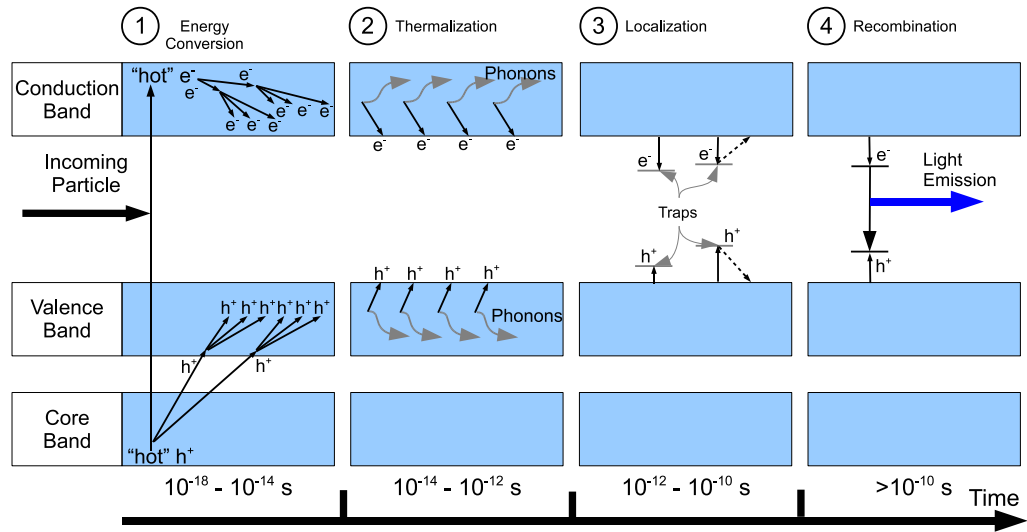 1 Energy
Conversion
2 Thermalization
3 Localization
4 Recombination
Conduction
Band
"hot" e⁻ e⁻
e⁻
e⁻ e⁻ e⁻ e⁻
e⁻ e⁻
Phonons
e⁻ e⁻ e⁻ e⁻
Incoming
Particle
e⁻ e⁻
Traps
h⁺ h⁺
e⁻
Light
Emission
h⁺
Valence
Band
h⁺ h⁺ h⁺ h⁺ h⁺ h⁺
h⁺ h⁺
h⁺ h⁺ h⁺ h⁺
Phonons
Core
Band
"hot" h⁺
10⁻¹⁸ - 10⁻¹⁴ s
10⁻¹⁴ - 10⁻¹² s
10⁻¹² - 10⁻¹⁰ s
>10⁻¹⁰ s
Time